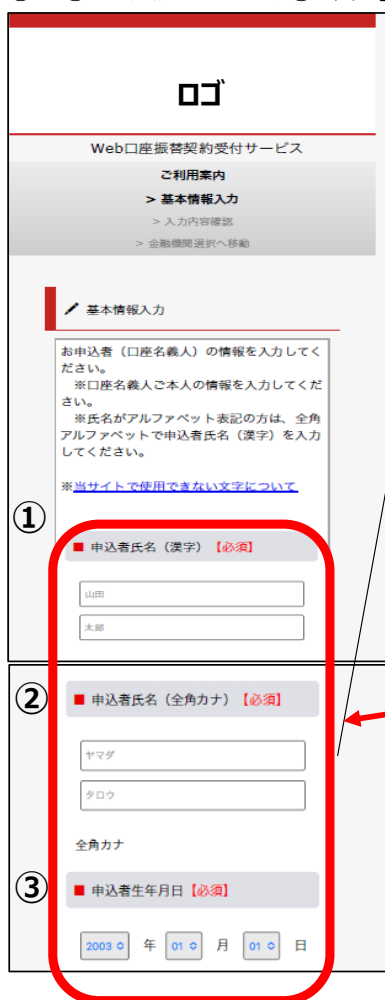 ロゴ
Web口座振替契約受付サービス
ご利用案内
> 基本情報入力
> 入力内容確認
> 金融機関選択へ移動
基本情報入力
お申込者（口座名義人）の情報を入力してく
ださい。
※口座名義人ご本人の情報を入力してくだ
さい。
※氏名がアルファベット表記の方は、全角
アルファベットで申込者氏名（漢字）を入力
してください。
※当サイトで使用できない文字について
①
■ 申込者氏名（漢字）【必須】
山田
太郎
②
■ 申込者氏名（全角カナ）【必須】
ヤマダ
タロウ
全角カナ
③
■ 申込者生年月日【必須】
2003 年 01 月 01 日